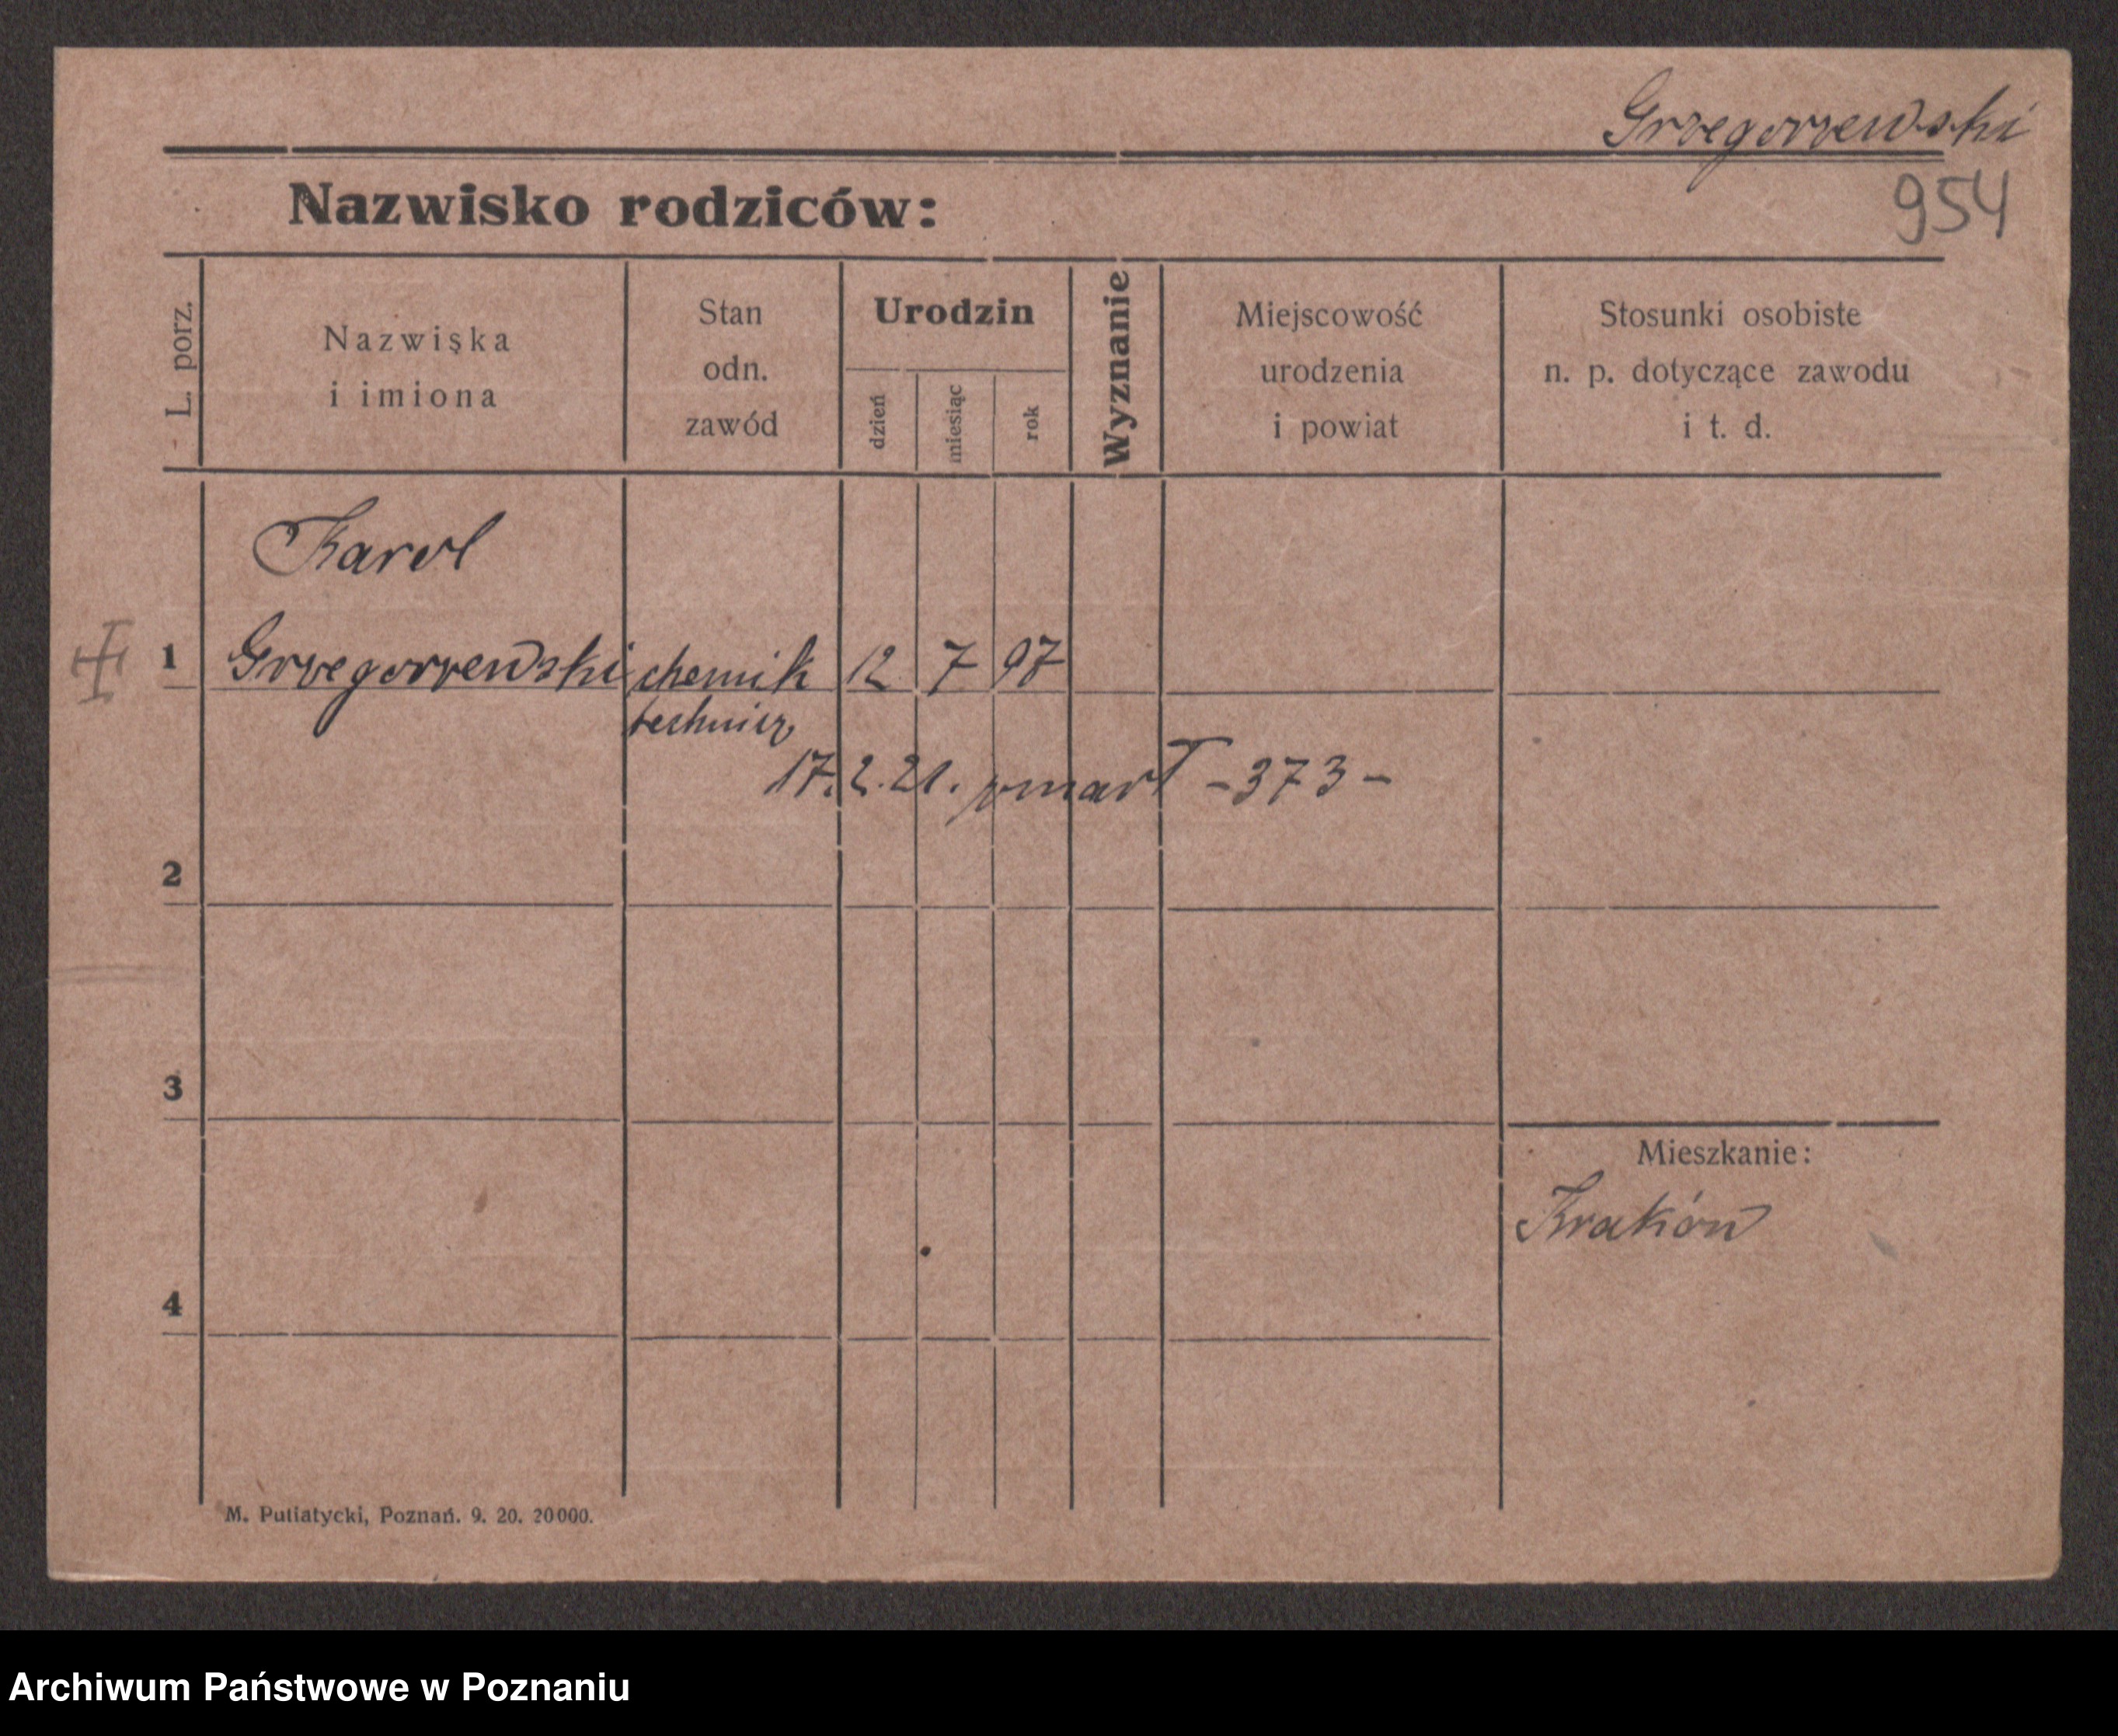 Grzegorzewski
Nazwisko rodziców:
954
L. porz.
Nazwiska
i imiona
Stan
odn.
zawód
Urodzin
dzień
miesiąc
rok
Wyznanie
Miejscowość
urodzenia
i powiat
Stosunki osobiste
n. p. dotyczące zawodu
i t. d.
Karol
1 Grzegorzewski chemik 12 7 97
techniczn
17. 2. 21. zmarł - 373 -
2
3
Mieszkanie:
Kraków
4
M. Putiatycki, Poznań. 9. 20. 20000.
Archiwum Państwowe w Poznaniu